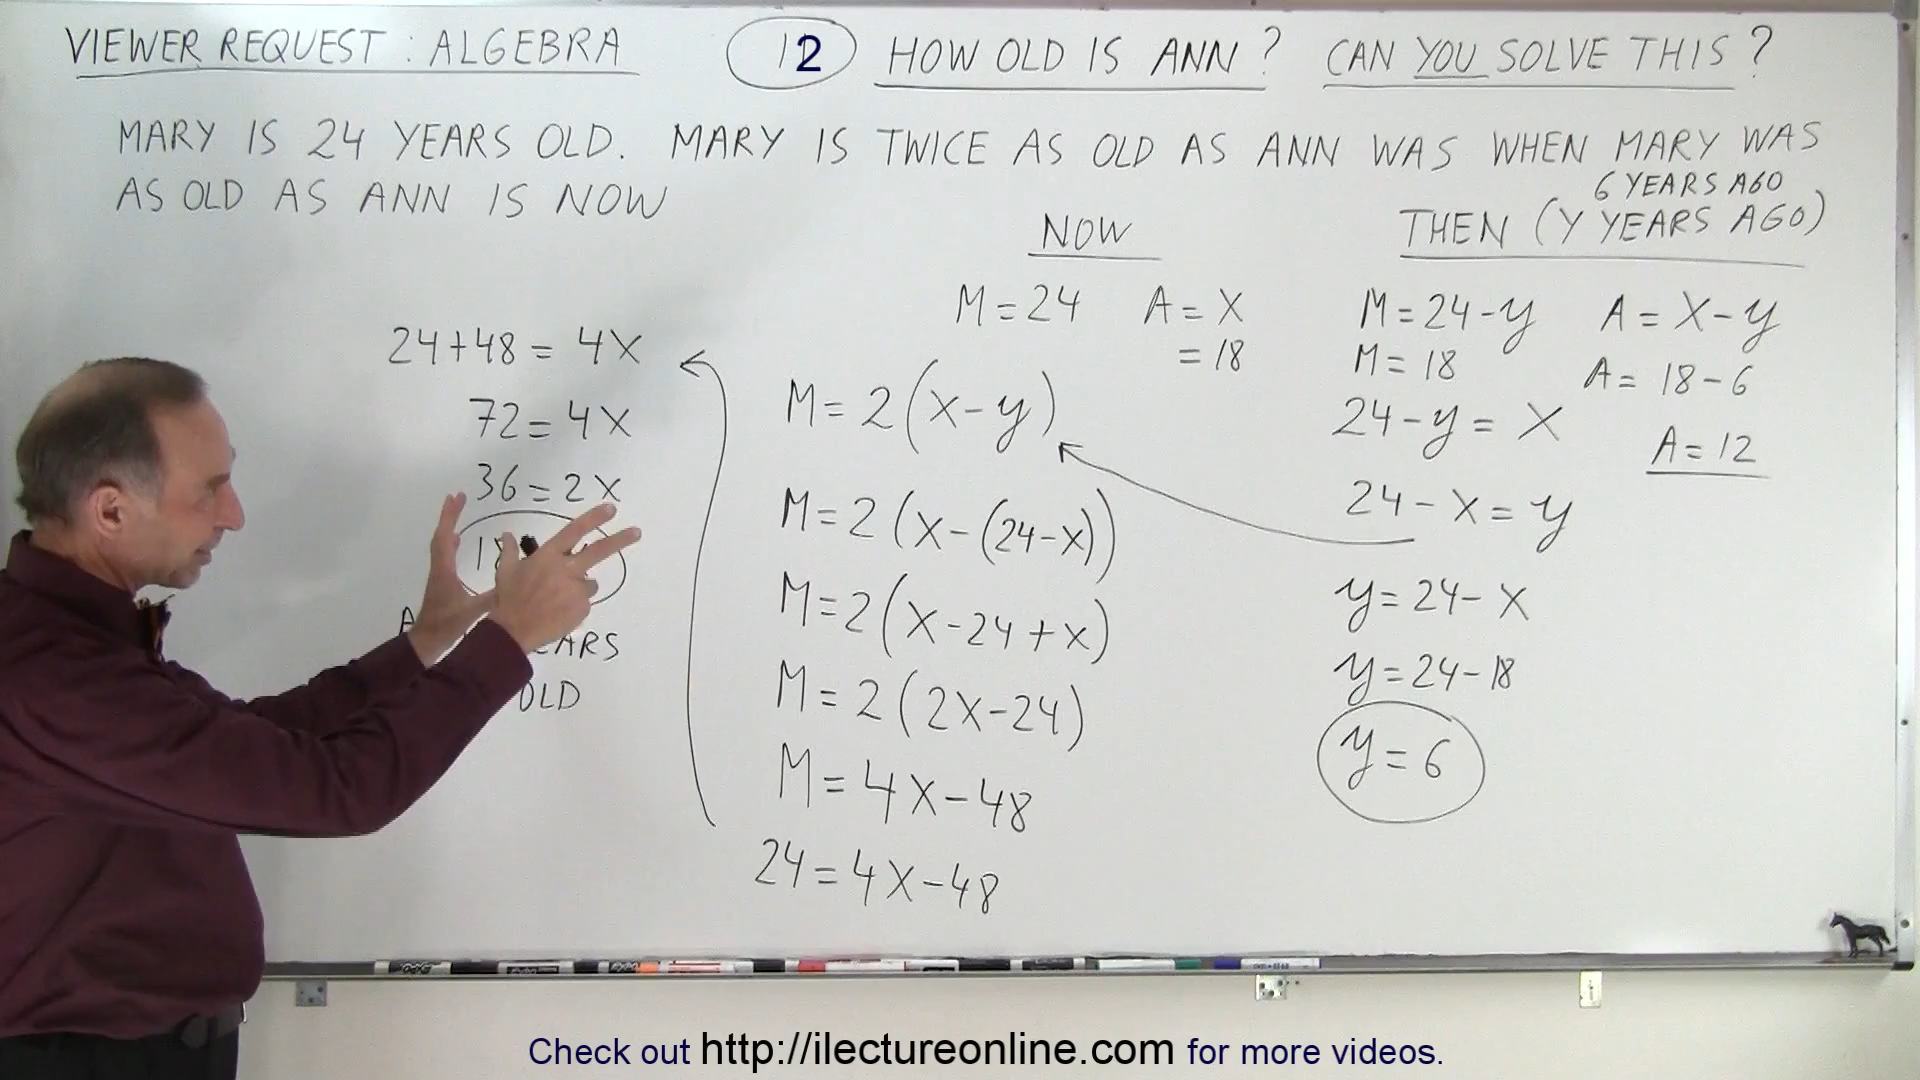 VIEWER REQUEST : ALGEBRA
12
HOW OLD IS ANN ? CAN YOU SOLVE THIS ?
MARY IS 24 YEARS OLD. MARY IS TWICE AS OLD AS ANN WAS WHEN MARY WAS
AS OLD AS ANN IS NOW
24+48 = 4X
72 = 4X
36 = 2X
18
A
OLD
NOW
M = 24 A = X
= 18
M = 2(x-y)
M = 2(x-(24-x))
M = 2(x-24+x)
M = 2(2x-24)
M = 4x-48
24 = 4x-48
6 YEARS AGO
THEN (Y YEARS AGO)
M = 24-y A = X-y
M = 18 A = 18-6
24-y = X A = 12
24-x = y
y = 24-x
y = 24-18
y = 6
EXPO
Check out http://ilectureonline.com for more videos.